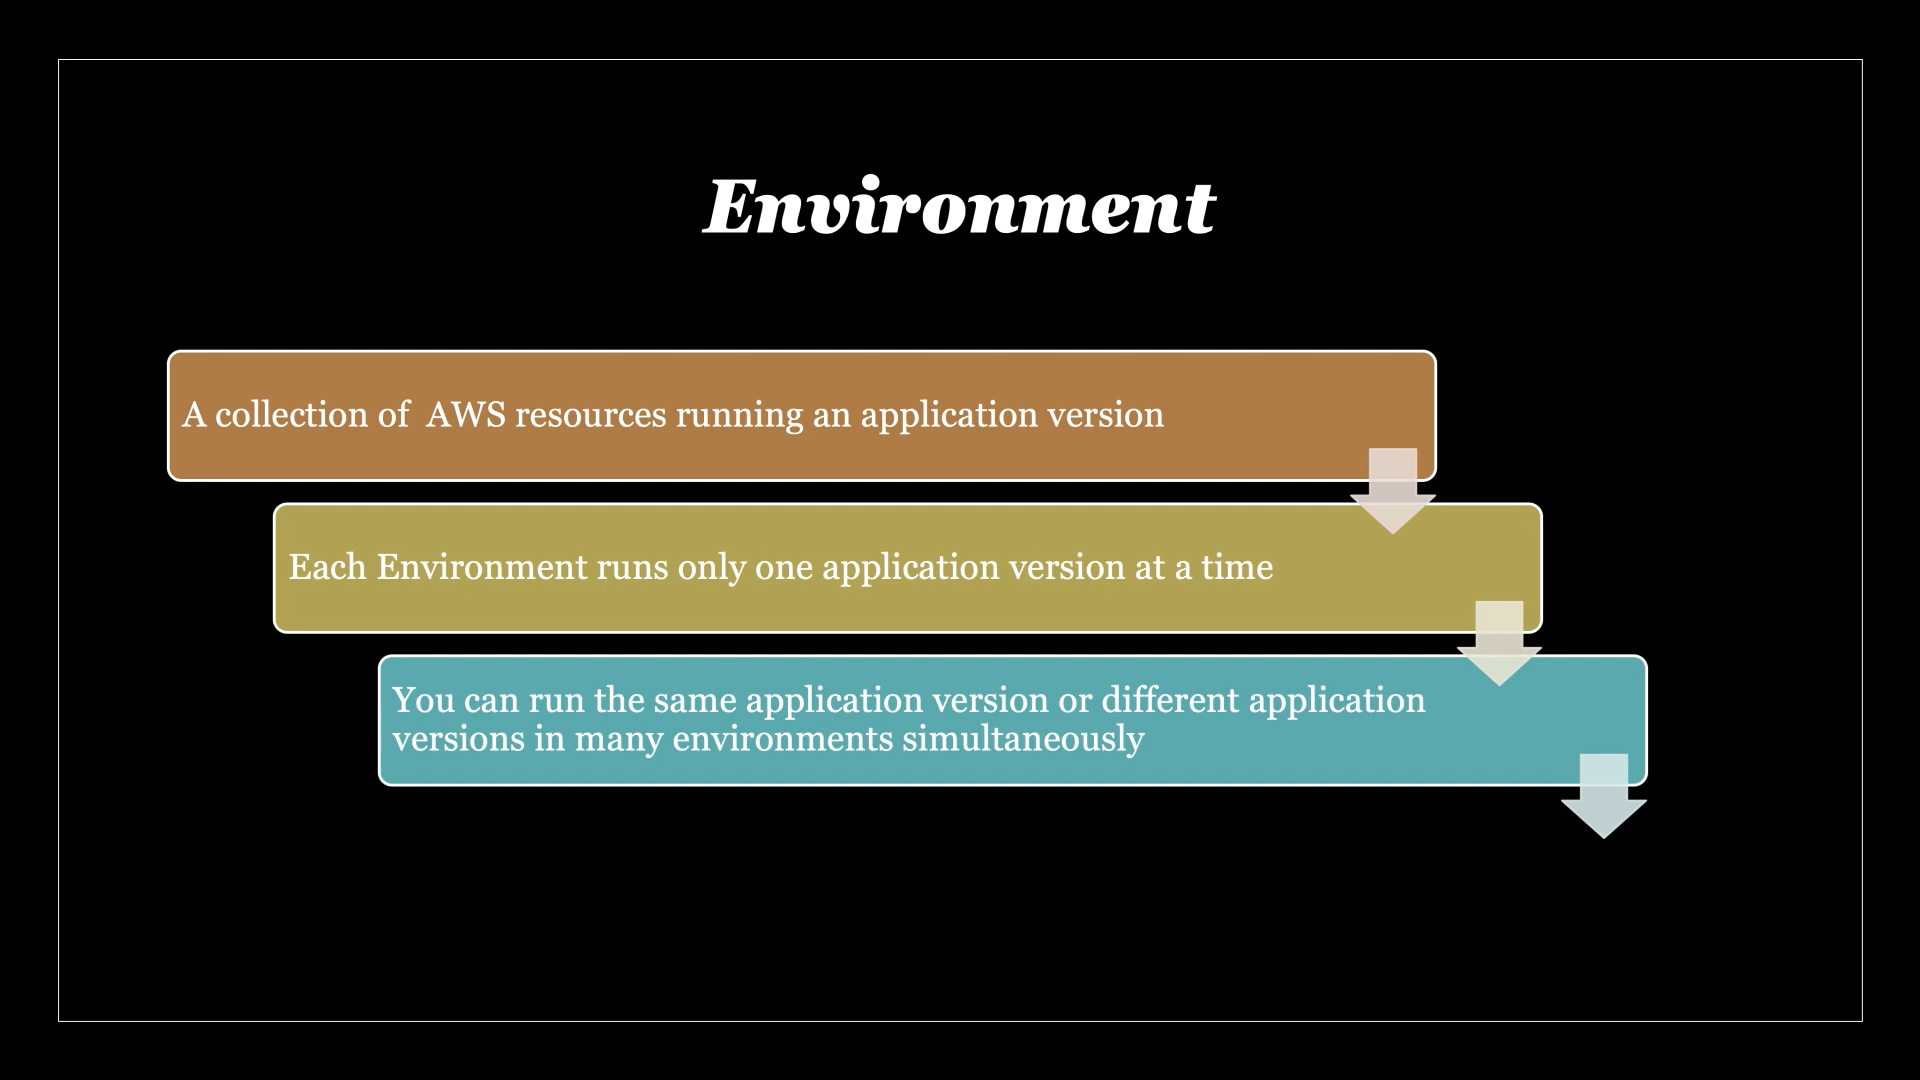 Environment
A collection of  AWS resources running an application version
Each Environment runs only one application version at a time
You can run the same application version or different application
versions in many environments simultaneously